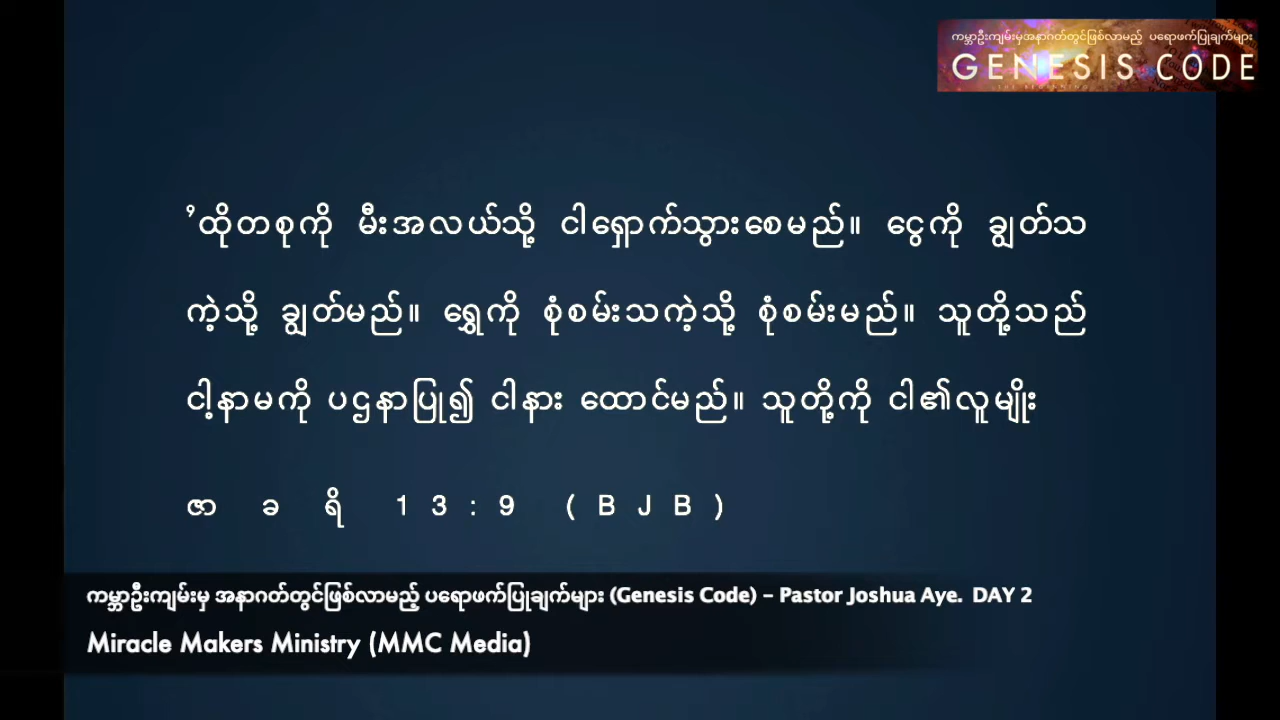 ကမ္ဘာဦးကျမ်းမှအနာဂတ်တွင်ဖြစ်လာမည့် ပရောဖက်ပြုချက်များ
GENESIS CODE
THE BEGINNING
⁹ထိုတစုကို မီးအလယ်သို့ ငါရှောက်သွားစေမည်။ ငွေကို ချွတ်သ
ကဲ့သို့ ချွတ်မည်။ ရွှေကို စုံစမ်းသကဲ့သို့ စုံစမ်းမည်။ သူတို့သည်
ငါ့နာမကို ပဌနာပြု၍ ငါနား ထောင်မည်။ သူတို့ကို ငါ၏လူမျိုး
ဇာ ခ ရိ 13:9 (BJB)
ကမ္ဘာဦးကျမ်းမှ အနာဂတ်တွင်ဖြစ်လာမည့် ပရောဖက်ပြုချက်များ (Genesis Code) – Pastor Joshua Aye. DAY 2
Miracle Makers Ministry (MMC Media)